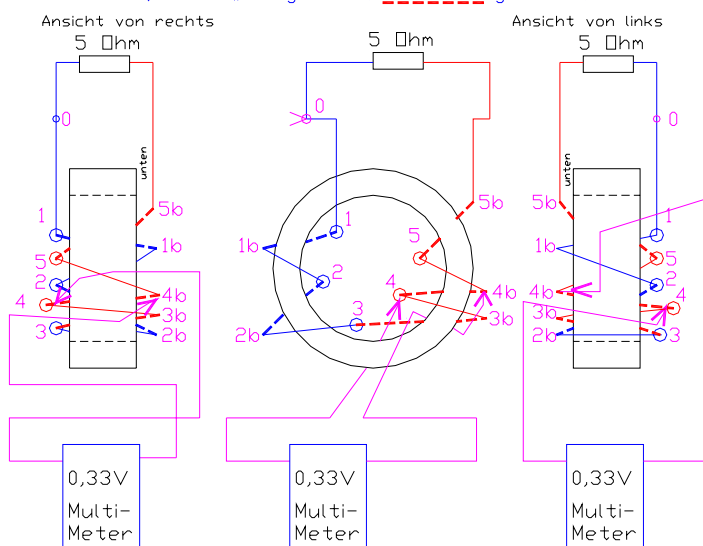 Ansicht von rechts
Ansicht von links
5 Ohm
5 Ohm
5 Ohm
0
0
0
unten
unten
5b
5b
5b
1
1
1
1b
1b
1b
5
5
5
2
2
2
4
4
4
4b
4b
4b
3b
3b
3b
3
3
3
2b
2b
2b
0,33V
Multi-
Meter
0,33V
Multi-
Meter
0,33V
Multi-
Meter